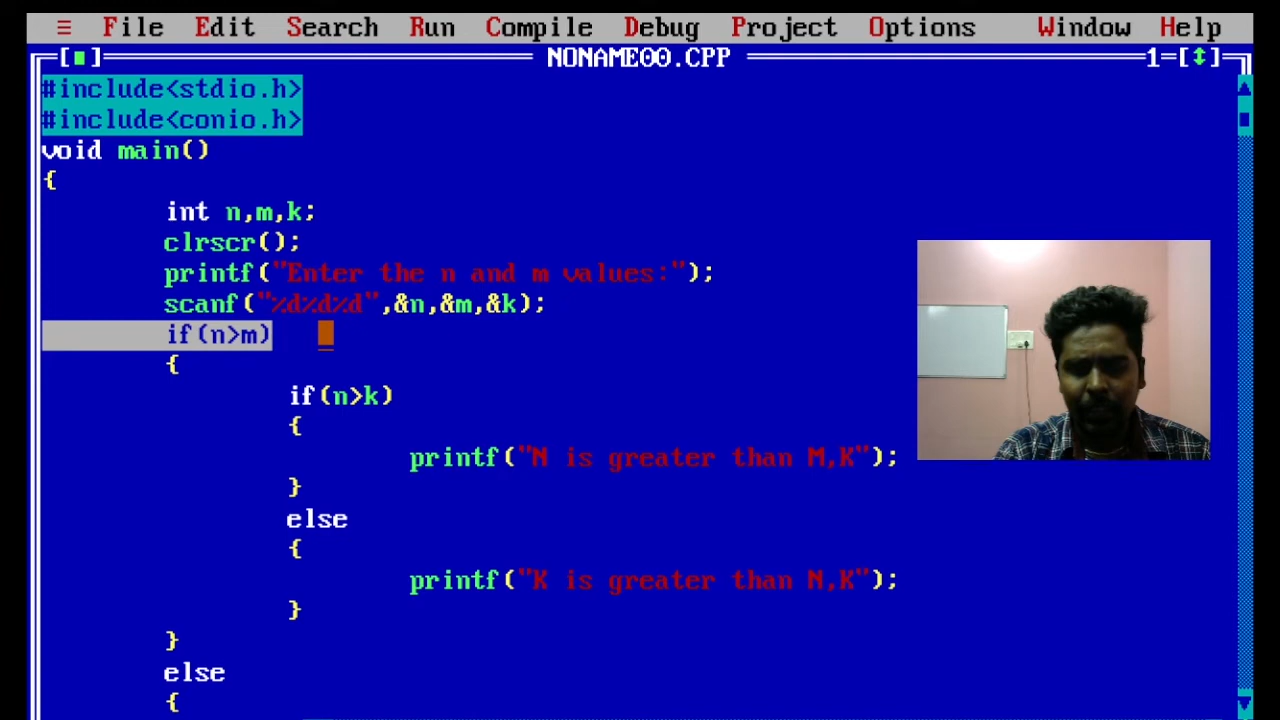 ≡ File Edit Search Run Compile Debug Project Options Window Help
[■] NONAME00.CPP 1=[↕]
#include<stdio.h>
#include<conio.h>
void main()
{
int n,m,k;
clrscr();
printf("Enter the n and m values:");
scanf("%d%d%d",&n,&m,&k);
if(n>m)
{
if(n>k)
{
printf("N is greater than M,K");
}
else
{
printf("K is greater than N,K");
}
}
else
{